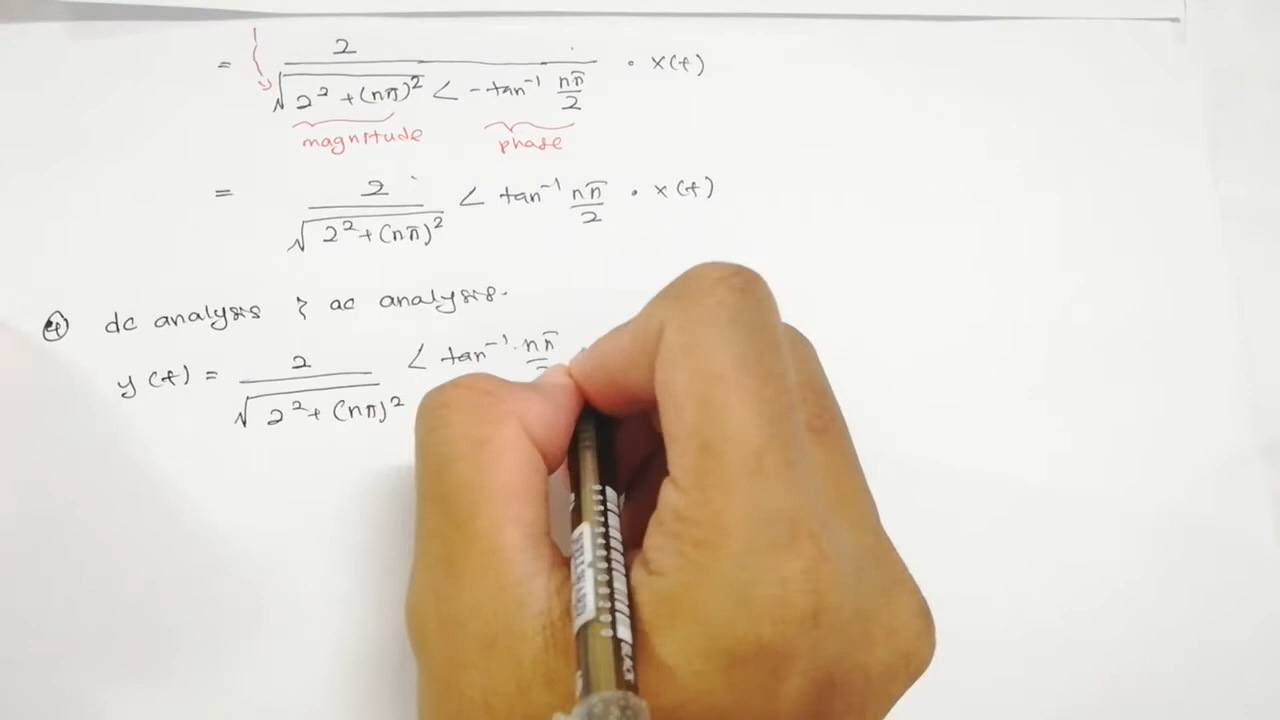 = 2 / √(2² + (nπ)²) ∠ -tan⁻¹ nπ/2 · x(t)
magnitude phase
= 2 / √(2² + (nπ)²) ∠ tan⁻¹ nπ/2 · x(t)
④ dc analysis & ac analysis.
y(t) = 2 / √(2² + (nπ)²) ∠ tan⁻¹ · nπ